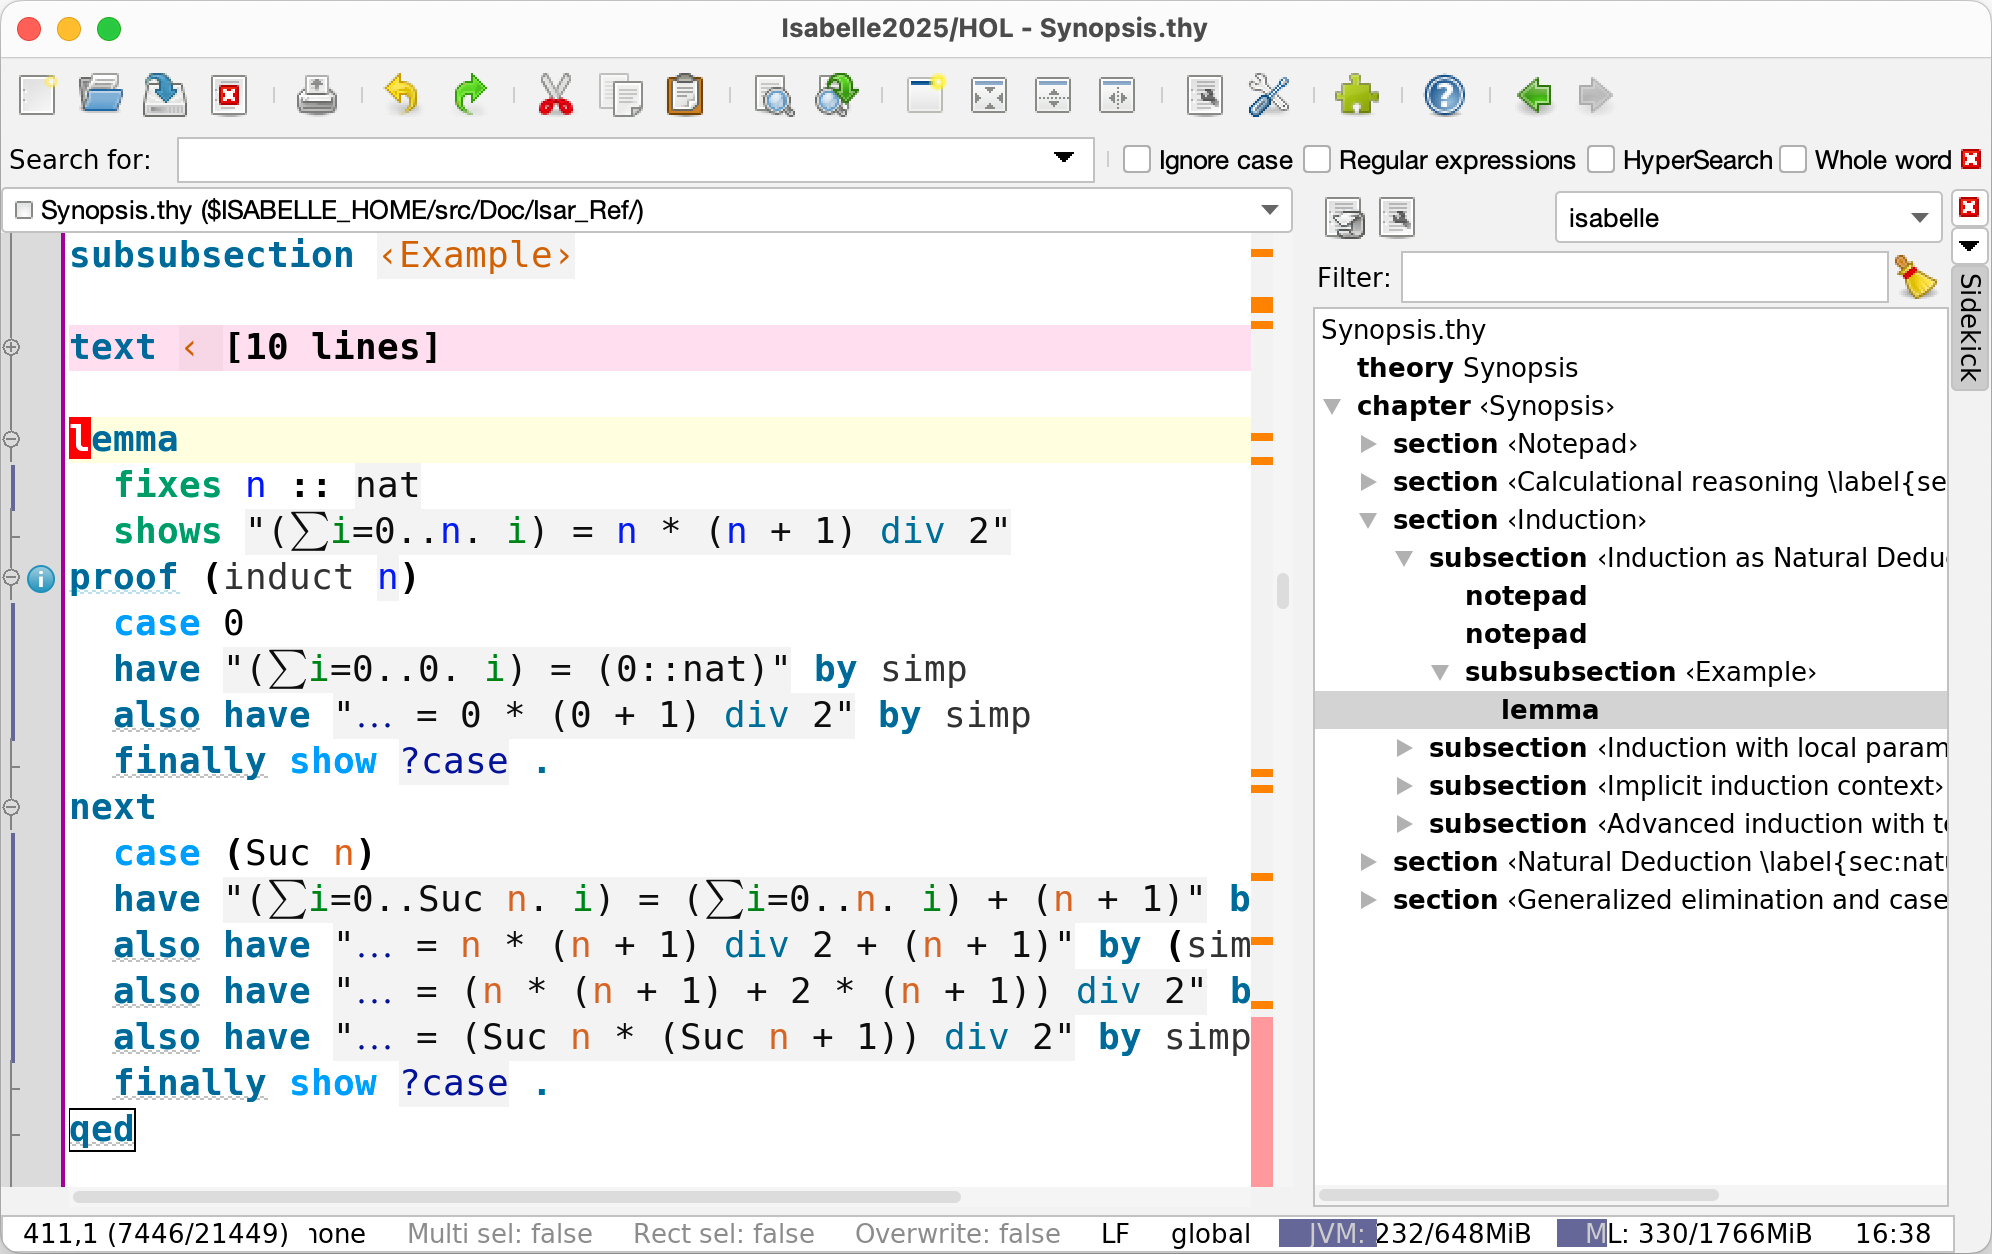 Isabelle2025/HOL - Synopsis.thy
Search for:
Ignore case
Regular expressions
HyperSearch
Whole word
Synopsis.thy ($ISABELLE_HOME/src/Doc/Isar_Ref/)
subsubsection ‹Example›
text ‹ [10 lines]
lemma
fixes n :: nat
shows "(∑i=0..n. i) = n * (n + 1) div 2"
proof (induct n)
case 0
have "(∑i=0..0. i) = (0::nat)" by simp
also have "... = 0 * (0 + 1) div 2" by simp
finally show ?case .
next
case (Suc n)
have "(∑i=0..Suc n. i) = (∑i=0..n. i) + (n + 1)" b
also have "... = n * (n + 1) div 2 + (n + 1)" by (sim
also have "... = (n * (n + 1) + 2 * (n + 1)) div 2" b
also have "... = (Suc n * (Suc n + 1)) div 2" by simp
finally show ?case .
qed
isabelle
Filter:
Sidekick
Synopsis.thy
theory Synopsis
chapter ‹Synopsis›
section ‹Notepad›
section ‹Calculational reasoning \label{se
section ‹Induction›
subsection ‹Induction as Natural Dedu
notepad
notepad
subsubsection ‹Example›
lemma
subsection ‹Induction with local param
subsection ‹Implicit induction context›
subsection ‹Advanced induction with te
section ‹Natural Deduction \label{sec:natu
section ‹Generalized elimination and case
411,1 (7446/21449) none Multi sel: false Rect sel: false Overwrite: false LF global JVM: 232/648MiB ML: 330/1766MiB 16:38